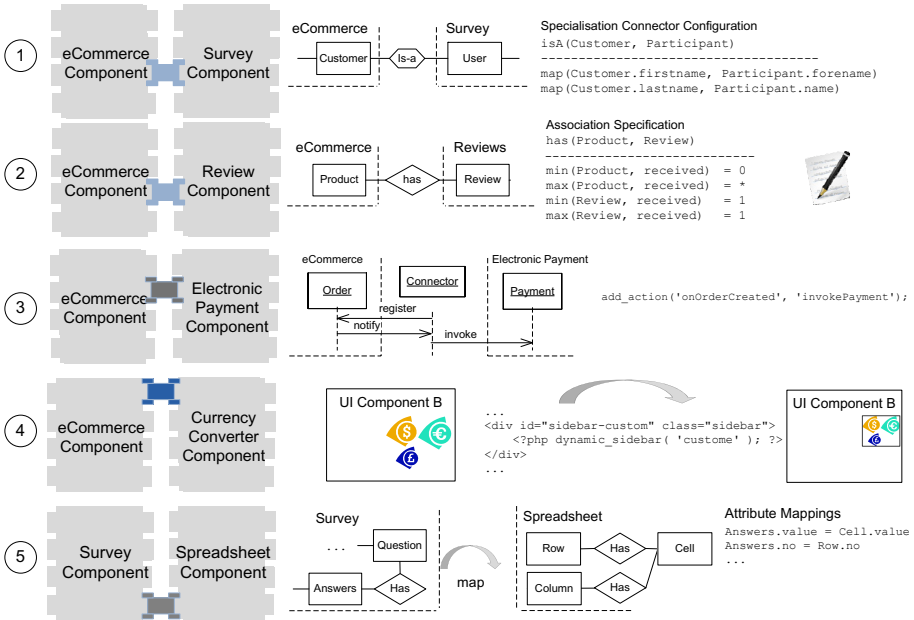 1
eCommerce
Component
Survey
Component
eCommerce
Survey
Customer
Is-a
User
Specialisation Connector Configuration
isA(Customer, Participant)
map(Customer.firstname, Participant.forename)
map(Customer.lastname, Participant.name)
2
eCommerce
Component
Review
Component
eCommerce
Reviews
Product
has
Review
Association Specification
has(Product, Review)
min(Product, received) = 0
max(Product, received) = *
min(Review, received) = 1
max(Review, received) = 1
3
eCommerce
Component
Electronic
Payment
Component
eCommerce
Electronic Payment
Order
Connector
Payment
register
notify
invoke
add_action('onOrderCreated', 'invokePayment');
4
eCommerce
Component
Currency
Converter
Component
UI Component B
$
€
£
...
<div id="sidebar-custom" class="sidebar">
<?php dynamic_sidebar( 'custome' ); ?>
</div>
...
UI Component B
$
€
£
5
Survey
Component
Spreadsheet
Component
Survey
...
Question
Answers
Has
map
Spreadsheet
Row
Has
Cell
Column
Has
Attribute Mappings
Answers.value = Cell.value
Answers.no = Row.no
...